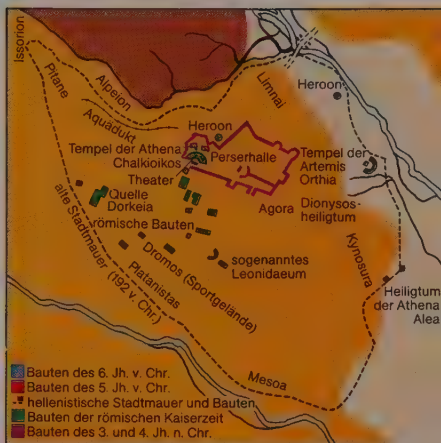 Issorion
Pitane
Alpeion
Limnai
Heroon
Aquädukt
Heroon
Tempel der Athena
Chalkioikos
Perserhalle
Tempel der
Artemis
Orthia
Theater
Quelle
Dorkeia
Agora
Dionysos-
heiligtum
römische Bauten
alte Stadtmauer (192 v. Chr.)
Dromos (Sportgelände)
Platanistas
sogenanntes
Leonidaeum
Kynosura
Heiligtum
der Athena
Alea
Mesoa
Bauten des 6. Jh. v. Chr.
Bauten des 5. Jh. v. Chr.
hellenistische Stadtmauer und Bauten
Bauten der römischen Kaiserzeit
Bauten des 3. und 4. Jh. n. Chr.